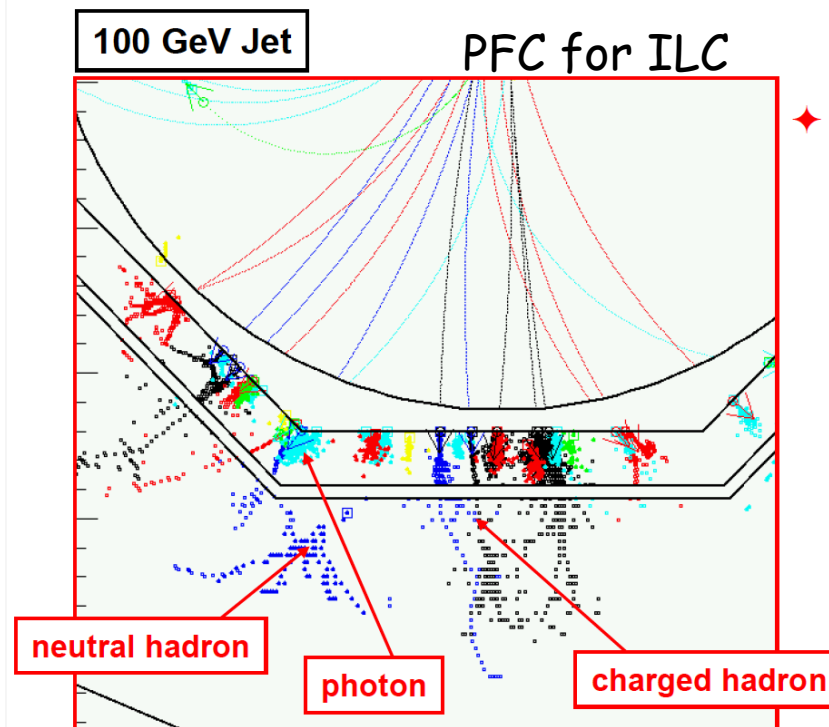 100 GeV Jet
PFC for ILC
neutral hadron
photon
charged hadron